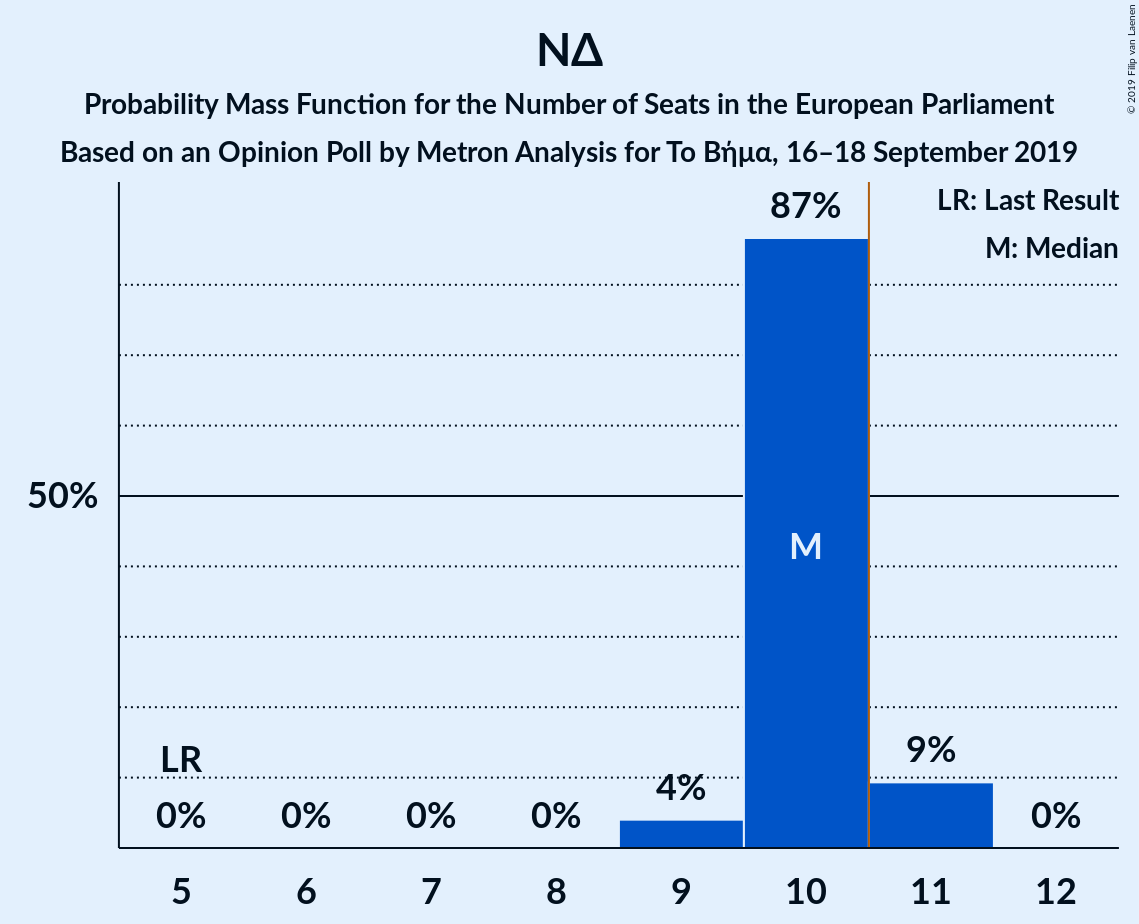 ΝΔ
Probability Mass Function for the Number of Seats in the European Parliament
Based on an Opinion Poll by Metron Analysis for Το Βήμα, 16–18 September 2019
© 2019 Filip van Laenen
LR: Last Result
M: Median
87%
50%
M
LR
9%
4%
0% 0% 0% 0% 0%
5 6 7 8 9 10 11 12